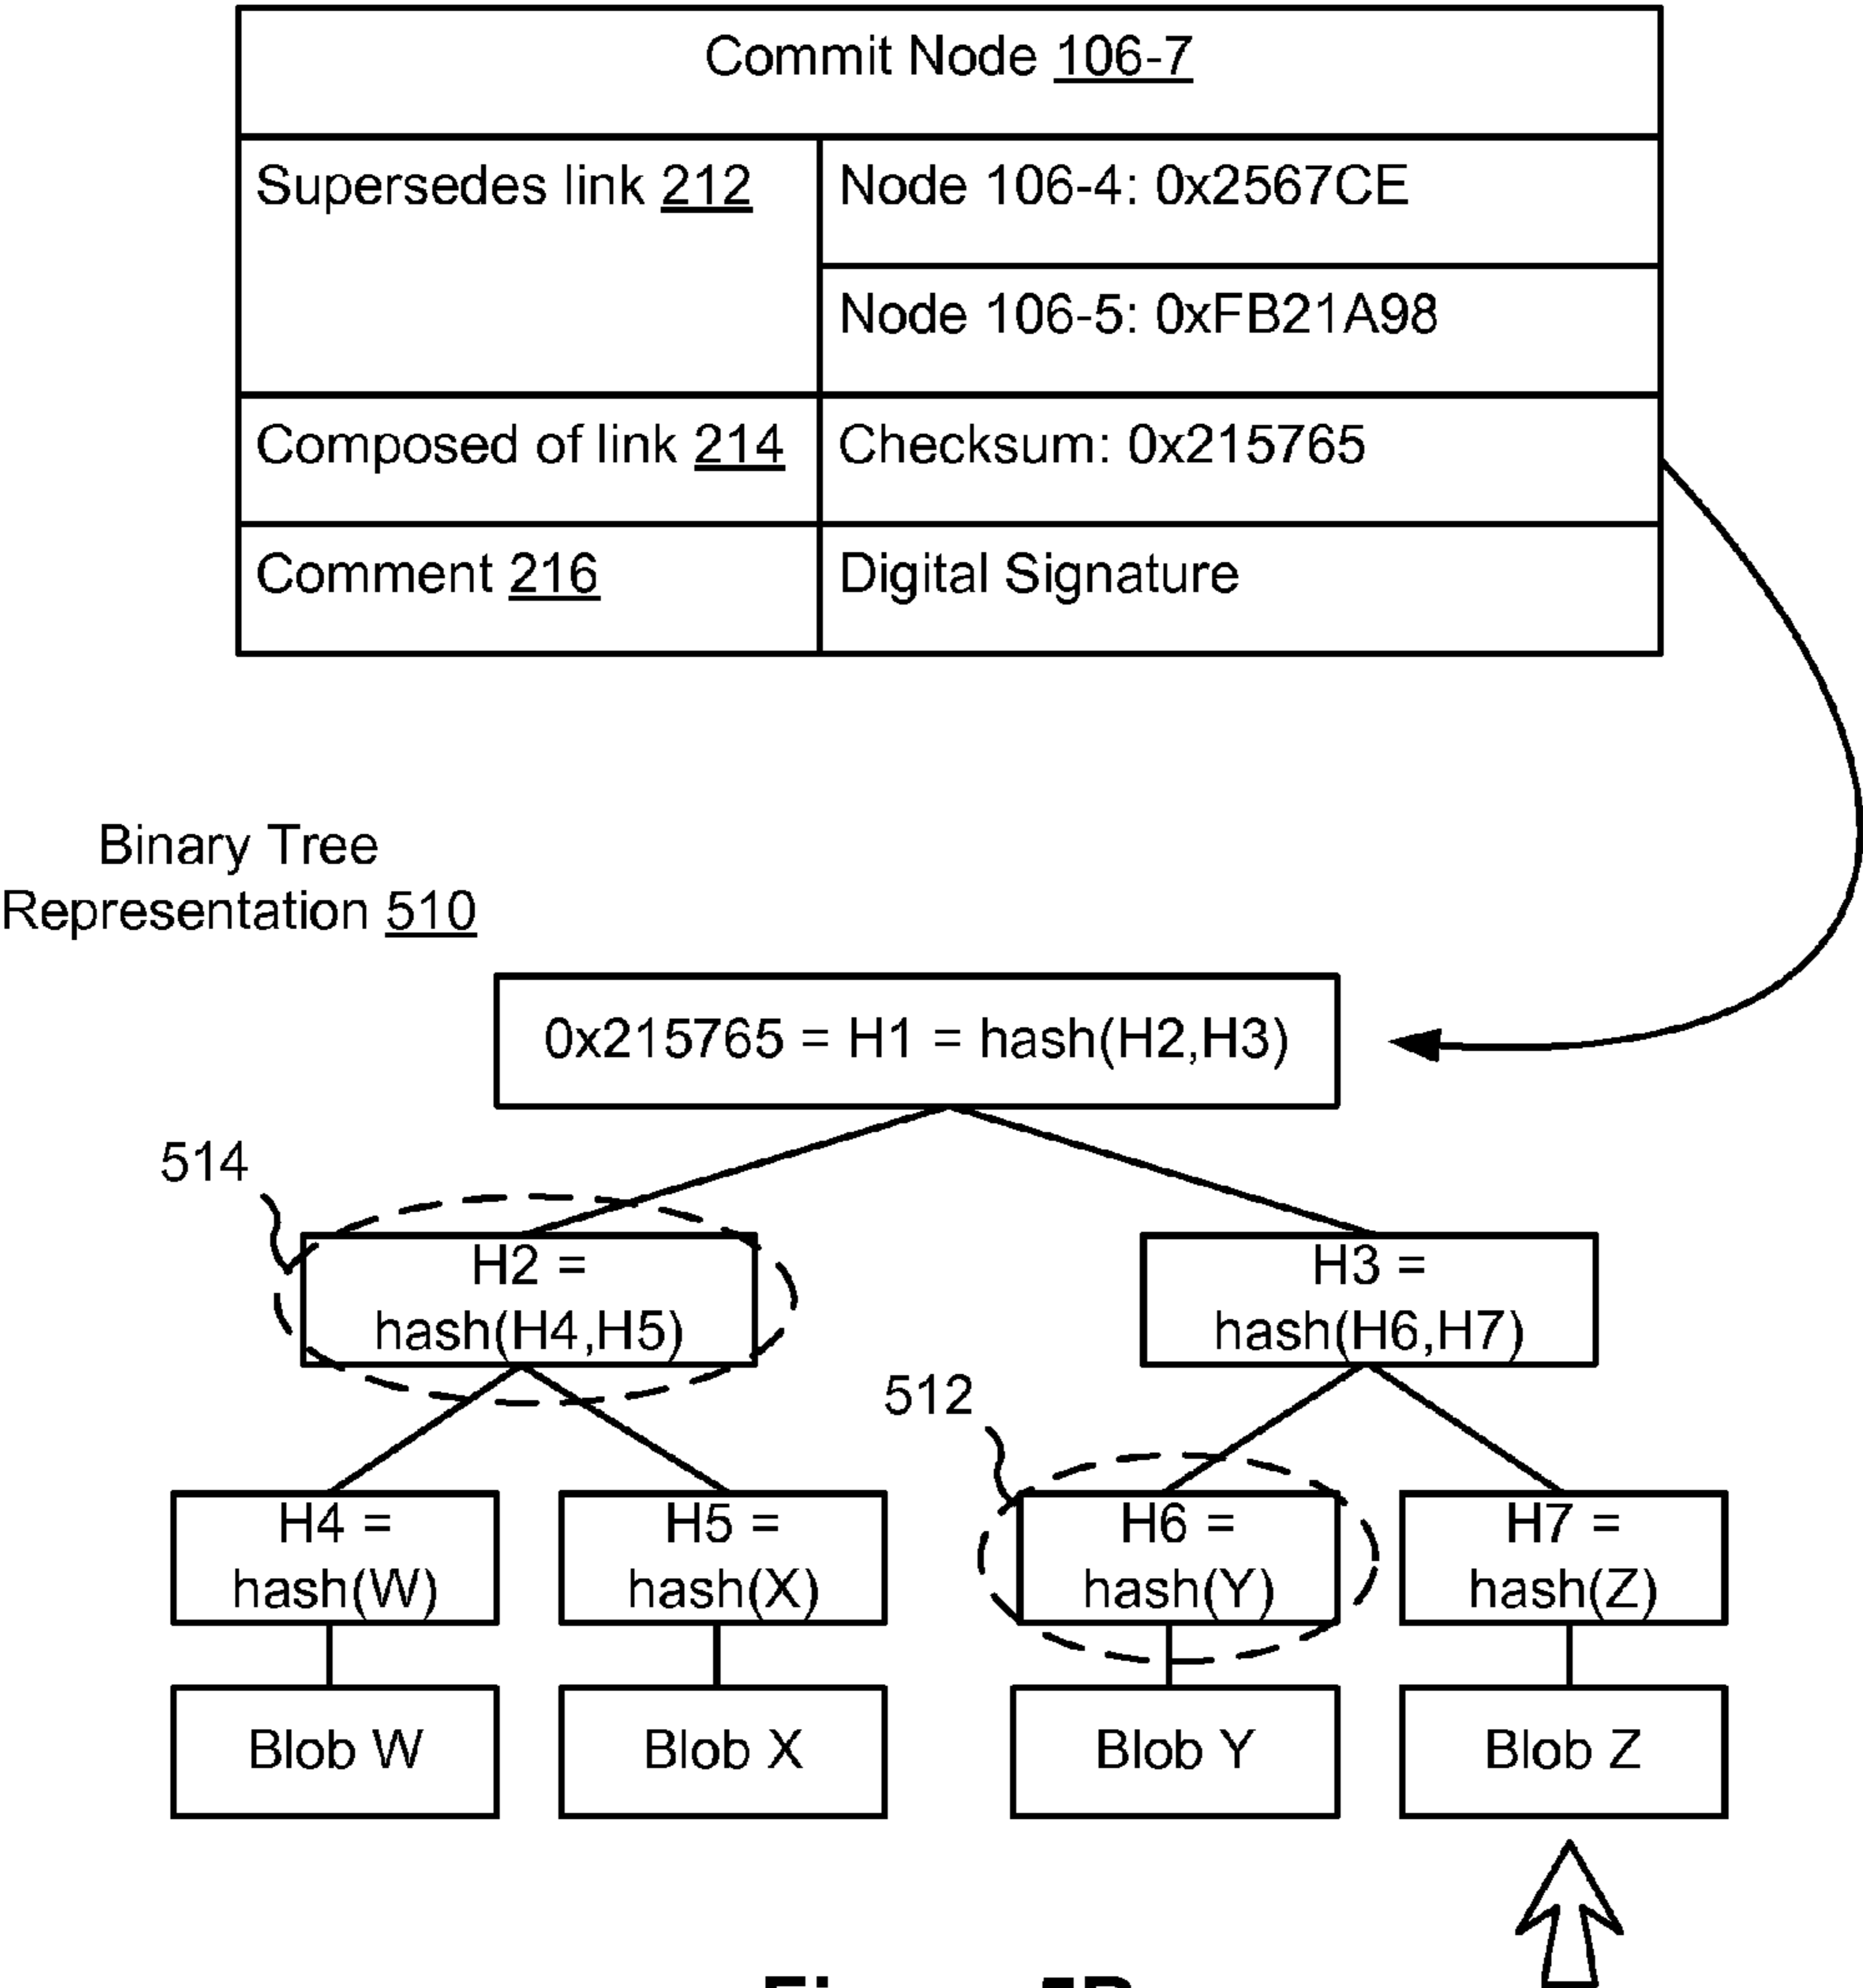 Commit Node 106-7
Supersedes link 212
Node 106-4: 0x2567CE
Node 106-5: 0xFB21A98
Composed of link 214
Checksum: 0x215765
Comment 216
Digital Signature
Binary Tree
Representation 510
0x215765 = H1 = hash(H2,H3)
514
H2 =
hash(H4,H5)
H3 =
hash(H6,H7)
512
H4 =
hash(W)
H5 =
hash(X)
H6 =
hash(Y)
H7 =
hash(Z)
Blob W
Blob X
Blob Y
Blob Z